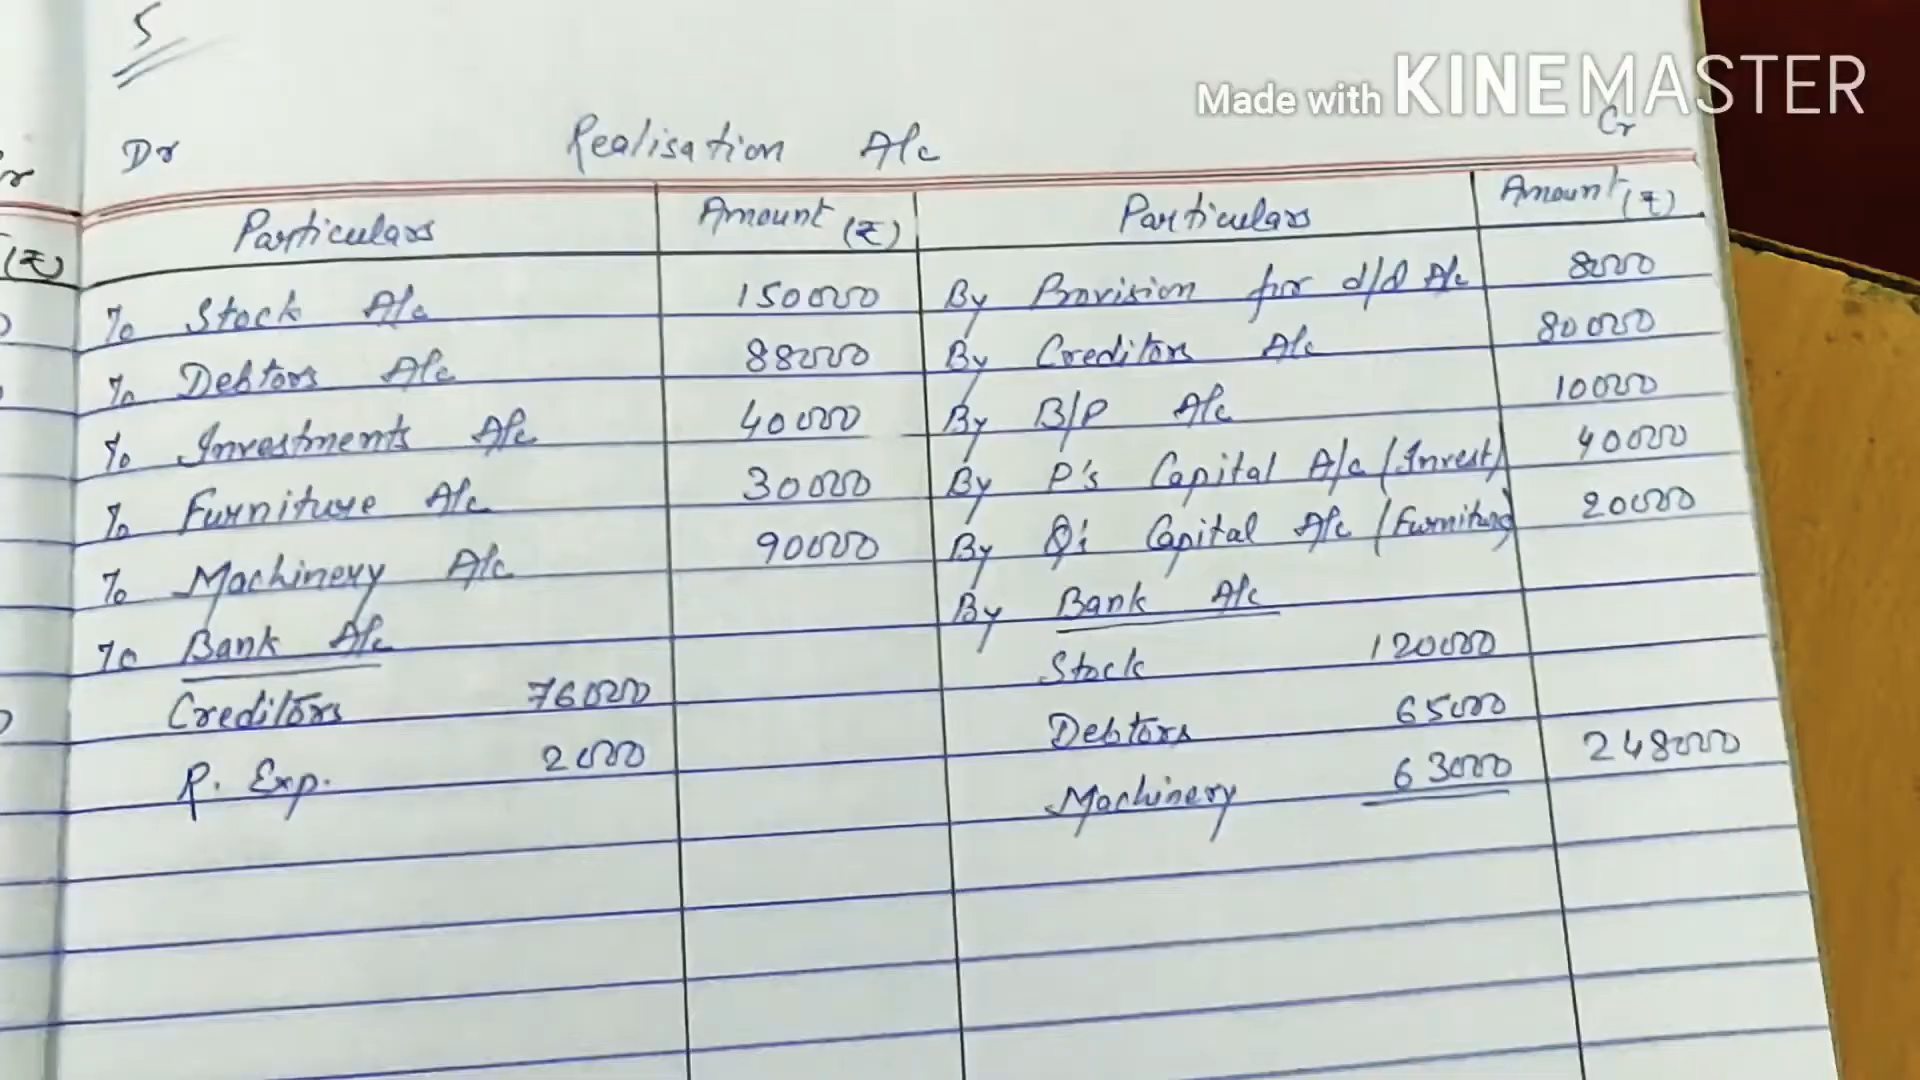 5
Made with KINEMASTER
Dr Realisation A/c Cr
Particulars Amount (₹) Particulars Amount (₹)
(₹)
To Stock A/c 150000 By Provision for d/d A/c 8000
To Debtors A/c 88000 By Creditors A/c 80000
To Investments A/c 40000 By B/P A/c 10000
To Furniture A/c 30000 By P's Capital A/c (Invest) 40000
To Machinery A/c 90000 By Q's Capital A/c (Furniture) 20000
To Bank A/c By Bank A/c
Creditors 76000 Stock 120000
R. Exp. 2000 Debtors 65000
Machinery 63000 248000